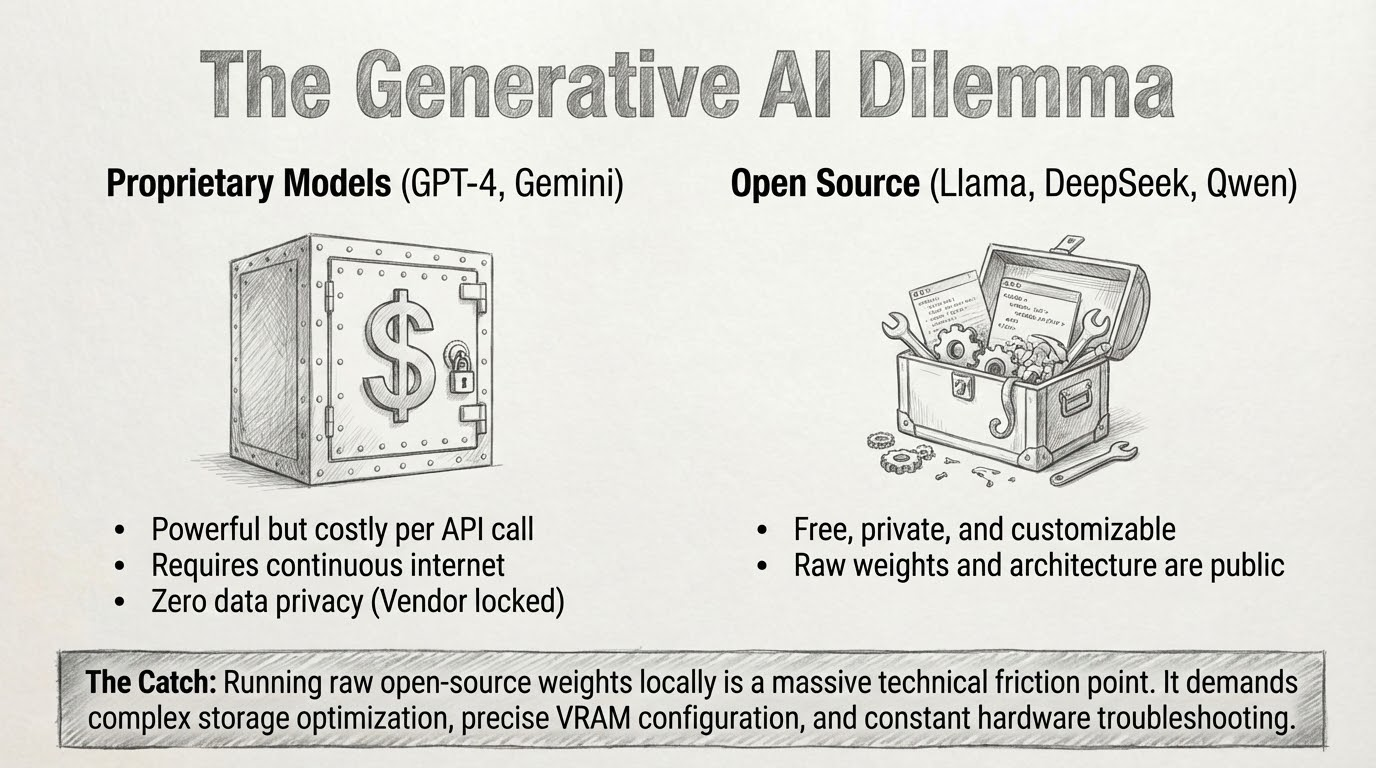 The Generative AI Dilemma
Proprietary Models (GPT-4, Gemini)
Open Source (Llama, DeepSeek, Qwen)
$
• Powerful but costly per API call
• Requires continuous internet
• Zero data privacy (Vendor locked)
• Free, private, and customizable
• Raw weights and architecture are public
The Catch: Running raw open-source weights locally is a massive technical friction point. It demands
complex storage optimization, precise VRAM configuration, and constant hardware troubleshooting.